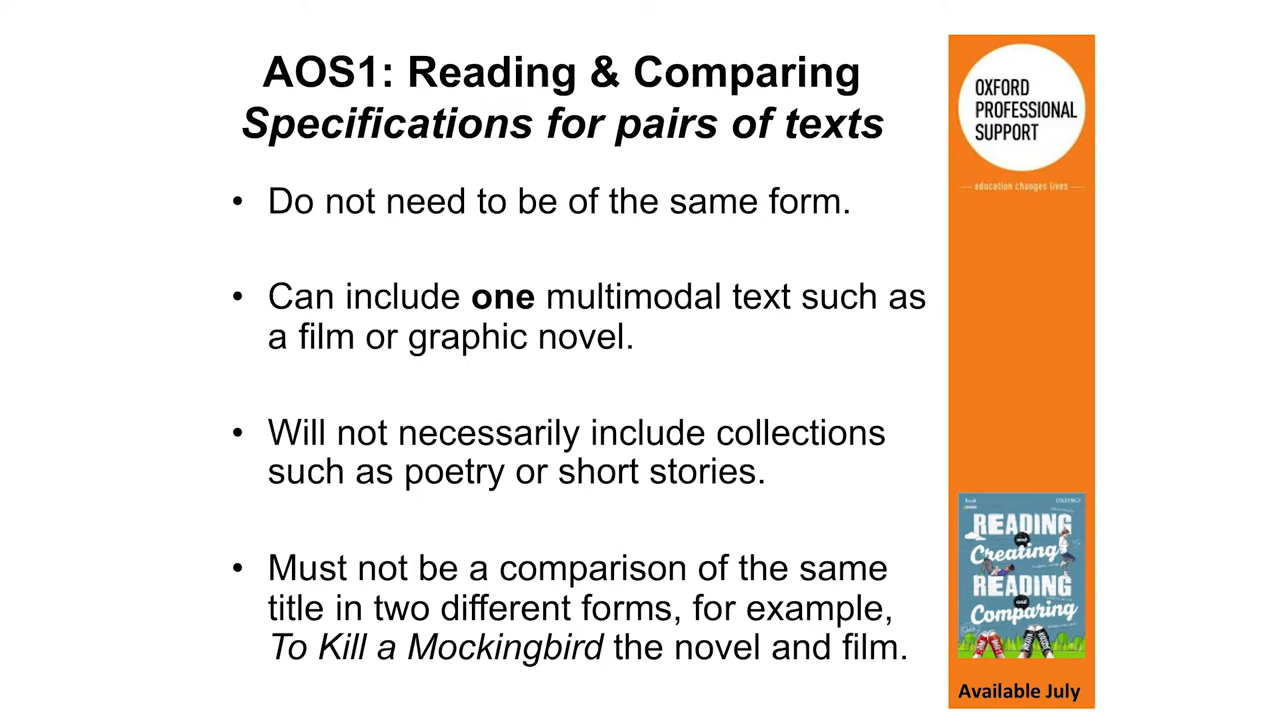 AOS1: Reading & Comparing
Specifications for pairs of texts
• Do not need to be of the same form.
• Can include one multimodal text such as
a film or graphic novel.
• Will not necessarily include collections
such as poetry or short stories.
• Must not be a comparison of the same
title in two different forms, for example,
To Kill a Mockingbird the novel and film.
OXFORD
PROFESSIONAL
SUPPORT
education changes lives
OXFORD
READING
and
Creating
READING
and
Comparing
Available July